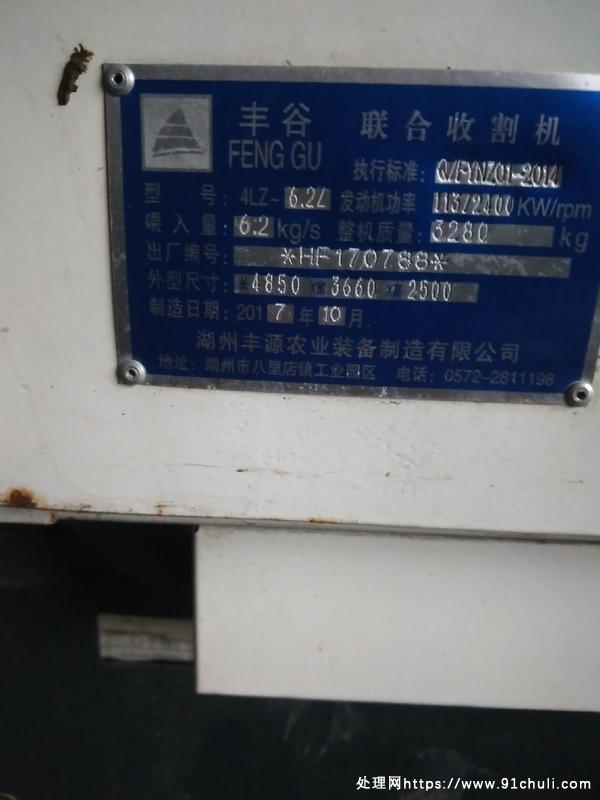 丰谷
FENG GU
联合收割机
执行标准: Q/FYNZ01-2014
型号: 4LZ-6.2Z 发动机功率 113/2400 KW/rpm
喂入量: 6.2 kg/s 整机质量: 3280 kg
出厂编号: *HF170788*
外型尺寸: *4850 3660 2500
制造日期: 2017年10月
湖州丰源农业装备制造有限公司
地址: 湖州市八里店镇工业园区 电话: 0572-2811198
处理网https://www.91chuli.com/